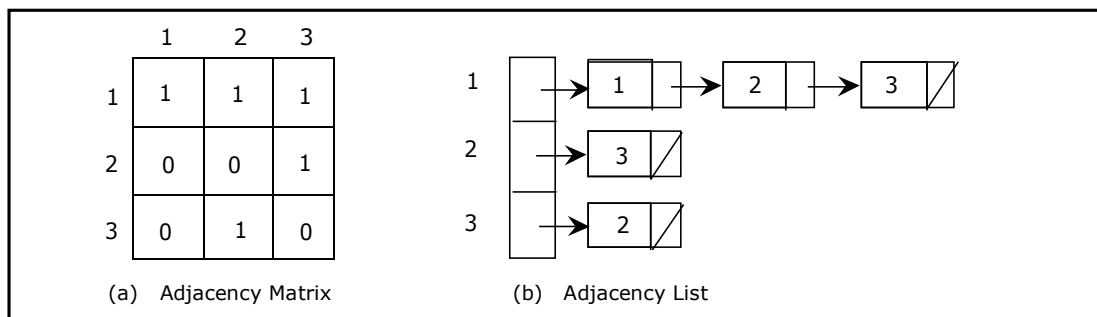 1 2 3
1 1 1 1
2 0 0 1
3 0 1 0
(a) Adjacency Matrix
1 1 2 3
2 3
3 2
(b) Adjacency List